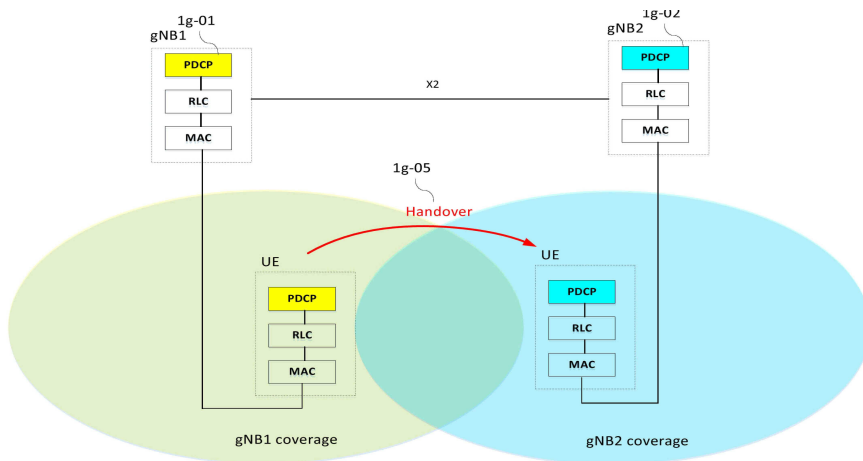 1g-01
1g-02
gNB1
gNB2
PDCP
PDCP
RLC
RLC
MAC
MAC
X2
1g-05
Handover
UE
UE
PDCP
PDCP
RLC
RLC
MAC
MAC
gNB1 coverage
gNB2 coverage